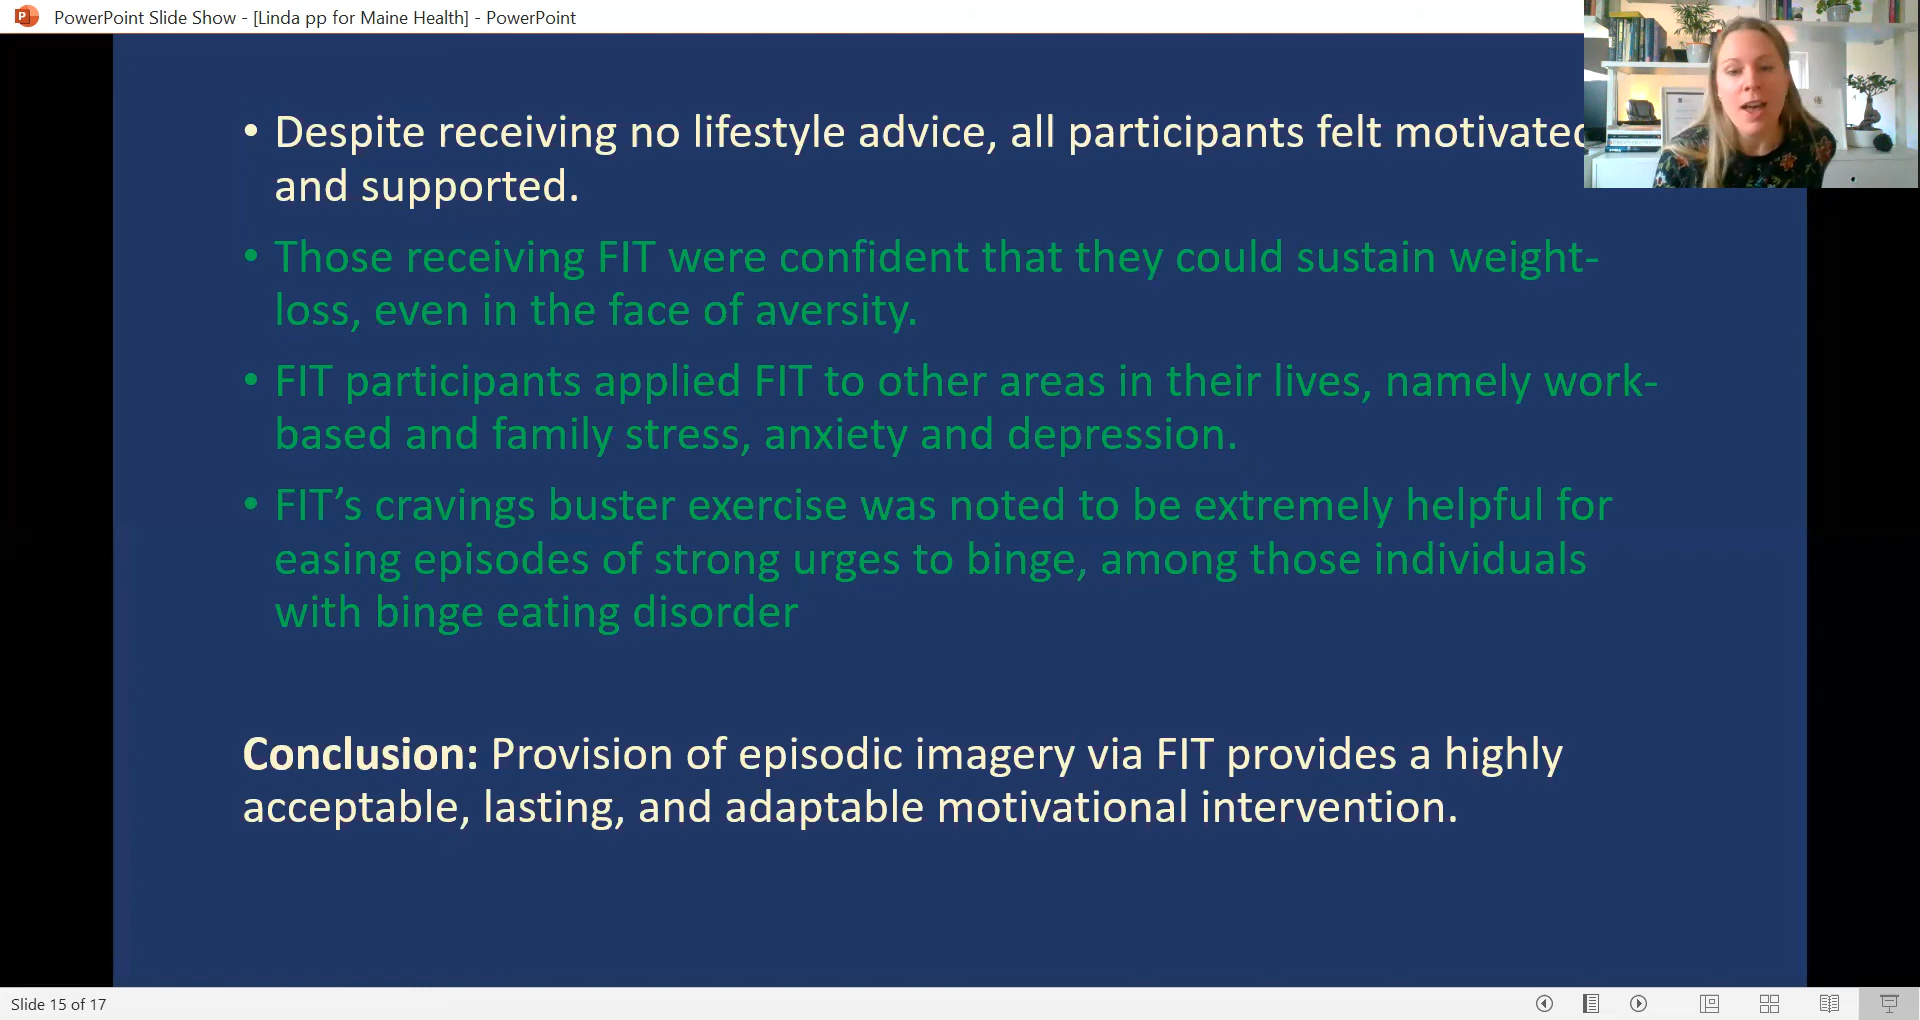 PowerPoint Slide Show - [Linda pp for Maine Health] - PowerPoint
• Despite receiving no lifestyle advice, all participants felt motivated
and supported.
• Those receiving FIT were confident that they could sustain weight-
loss, even in the face of aversity.
• FIT participants applied FIT to other areas in their lives, namely work-
based and family stress, anxiety and depression.
• FIT’s cravings buster exercise was noted to be extremely helpful for
easing episodes of strong urges to binge, among those individuals
with binge eating disorder
Conclusion: Provision of episodic imagery via FIT provides a highly
acceptable, lasting, and adaptable motivational intervention.
Slide 15 of 17